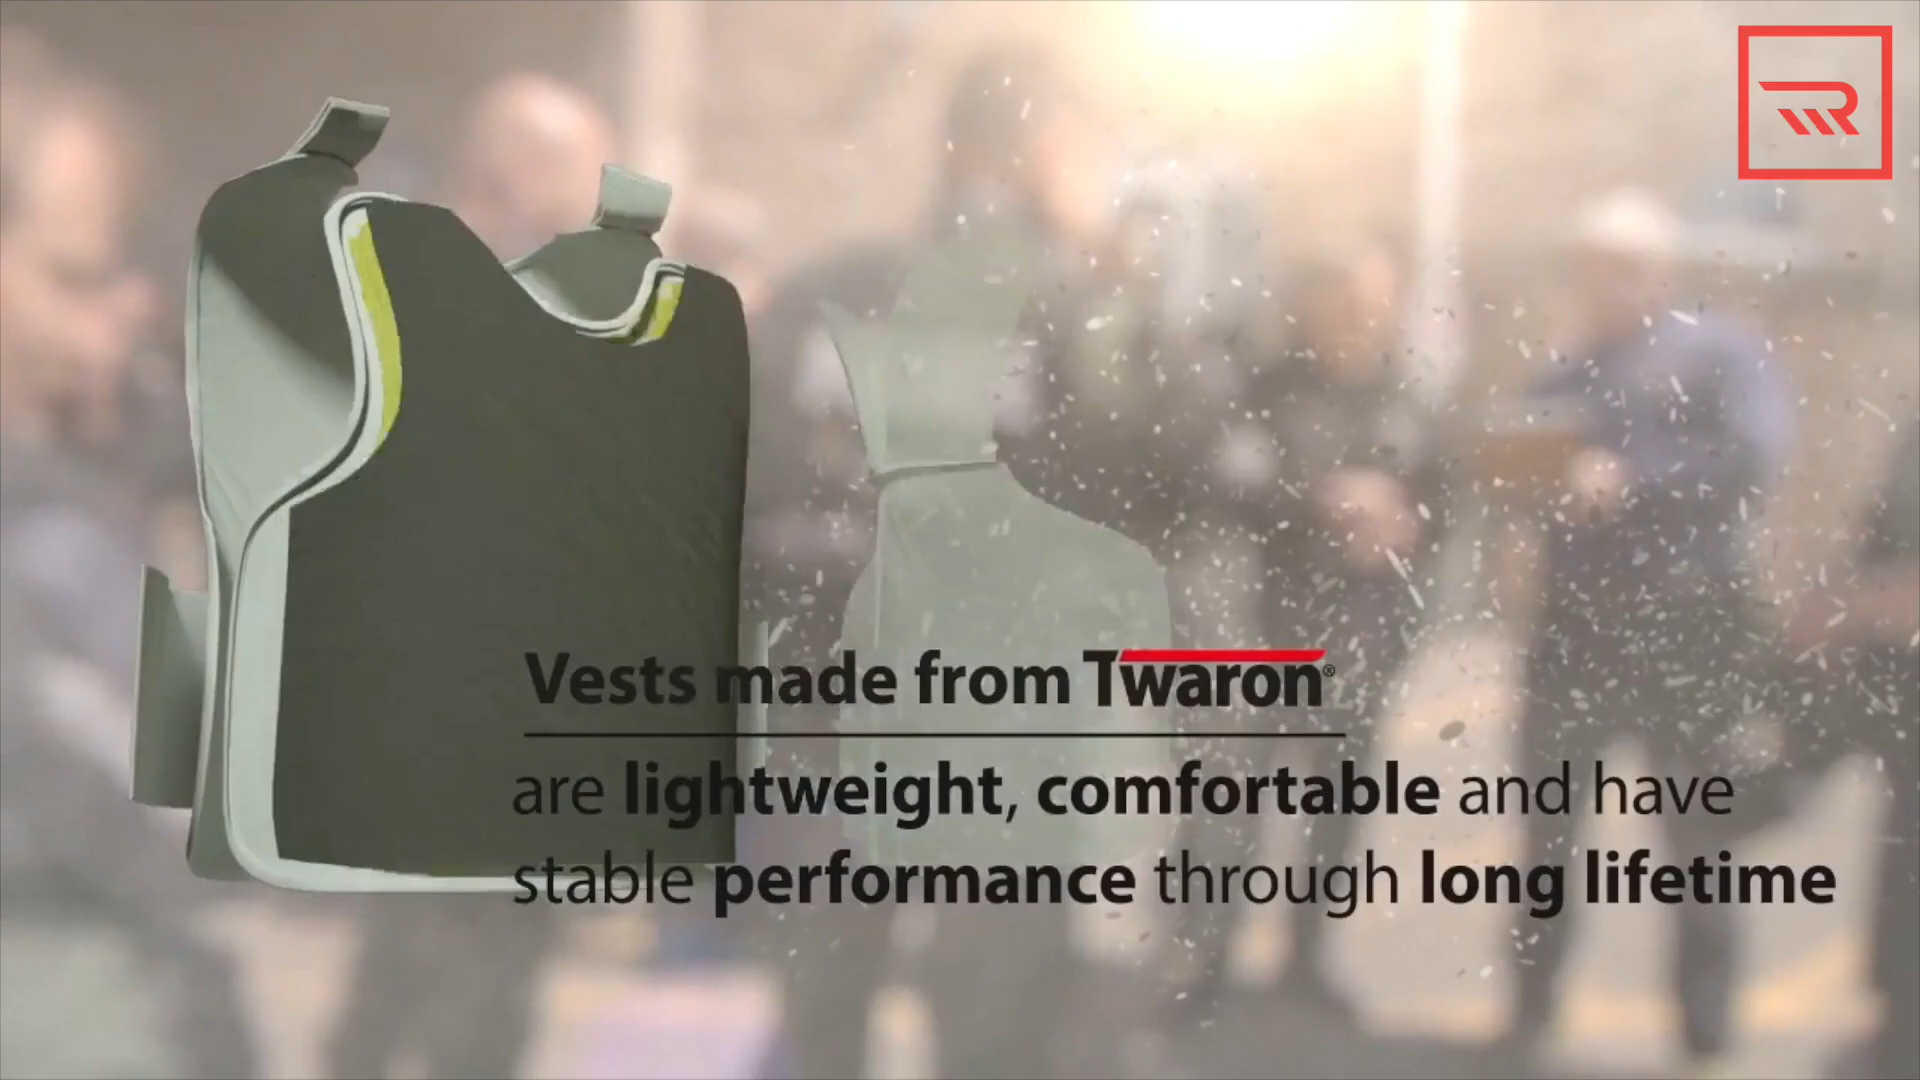 Vests made from Twaron®
are lightweight, comfortable and have
stable performance through long lifetime